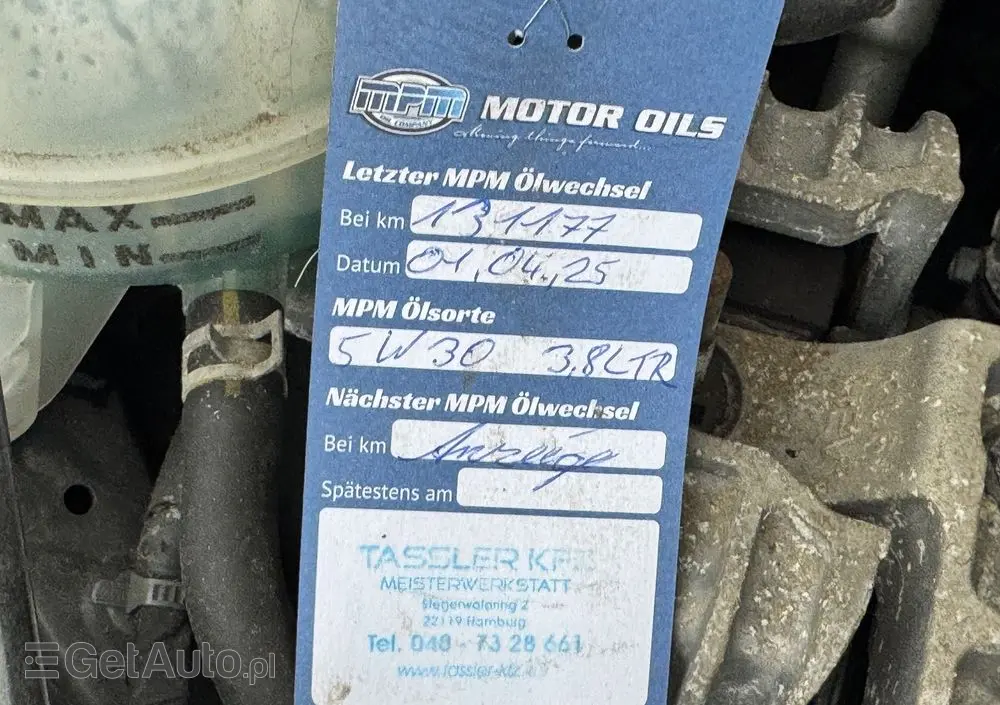 MPM
OIL COMPANY
MOTOR OILS
Moving things forward...
Letzter MPM Ölwechsel
Bei km 131177
Datum 01.04.25
MPM Ölsorte
5W30 3,8LTR
Nächster MPM Ölwechsel
Bei km Anzeige
Spätestens am
TASSLER KFZ
MEISTERWERKSTATT
22119 Hamburg
Tel. 040 - 73 28 661
MAX
MIN
GetAuto.pl